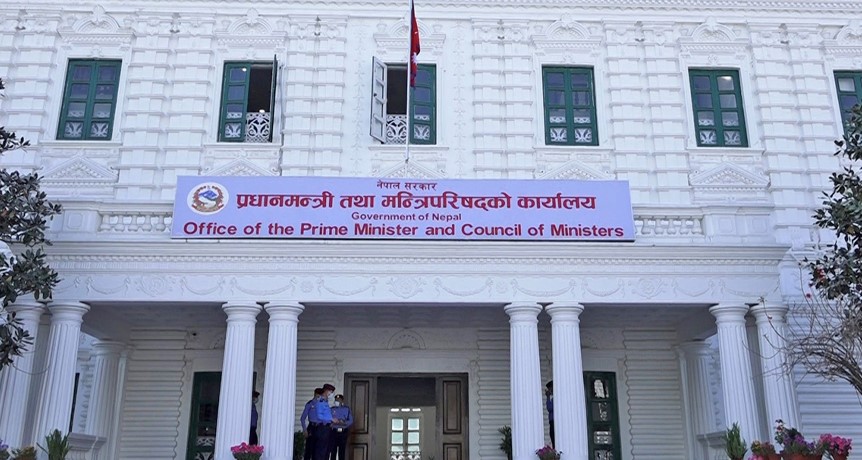 नेपाल सरकार
प्रधानमन्त्री तथा मन्त्रिपरिषद्को कार्यालय
Government of Nepal
Office of the Prime Minister and Council of Ministers